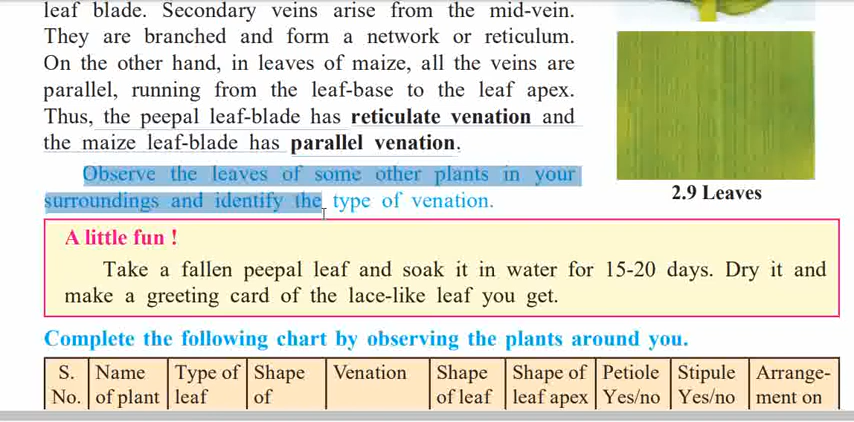 leaf blade. Secondary veins arise from the mid-vein.
They are branched and form a network or reticulum.
On the other hand, in leaves of maize, all the veins are
parallel, running from the leaf-base to the leaf apex.
Thus, the peepal leaf-blade has reticulate venation and
the maize leaf-blade has parallel venation.
Observe the leaves of some other plants in your
surroundings and identify the type of venation.
2.9 Leaves
A little fun !
Take a fallen peepal leaf and soak it in water for 15-20 days. Dry it and
make a greeting card of the lace-like leaf you get.
Complete the following chart by observing the plants around you.
S. Name Type of Shape Venation Shape Shape of Petiole Stipule Arrange-
No. of plant leaf of of leaf leaf apex Yes/no Yes/no ment on